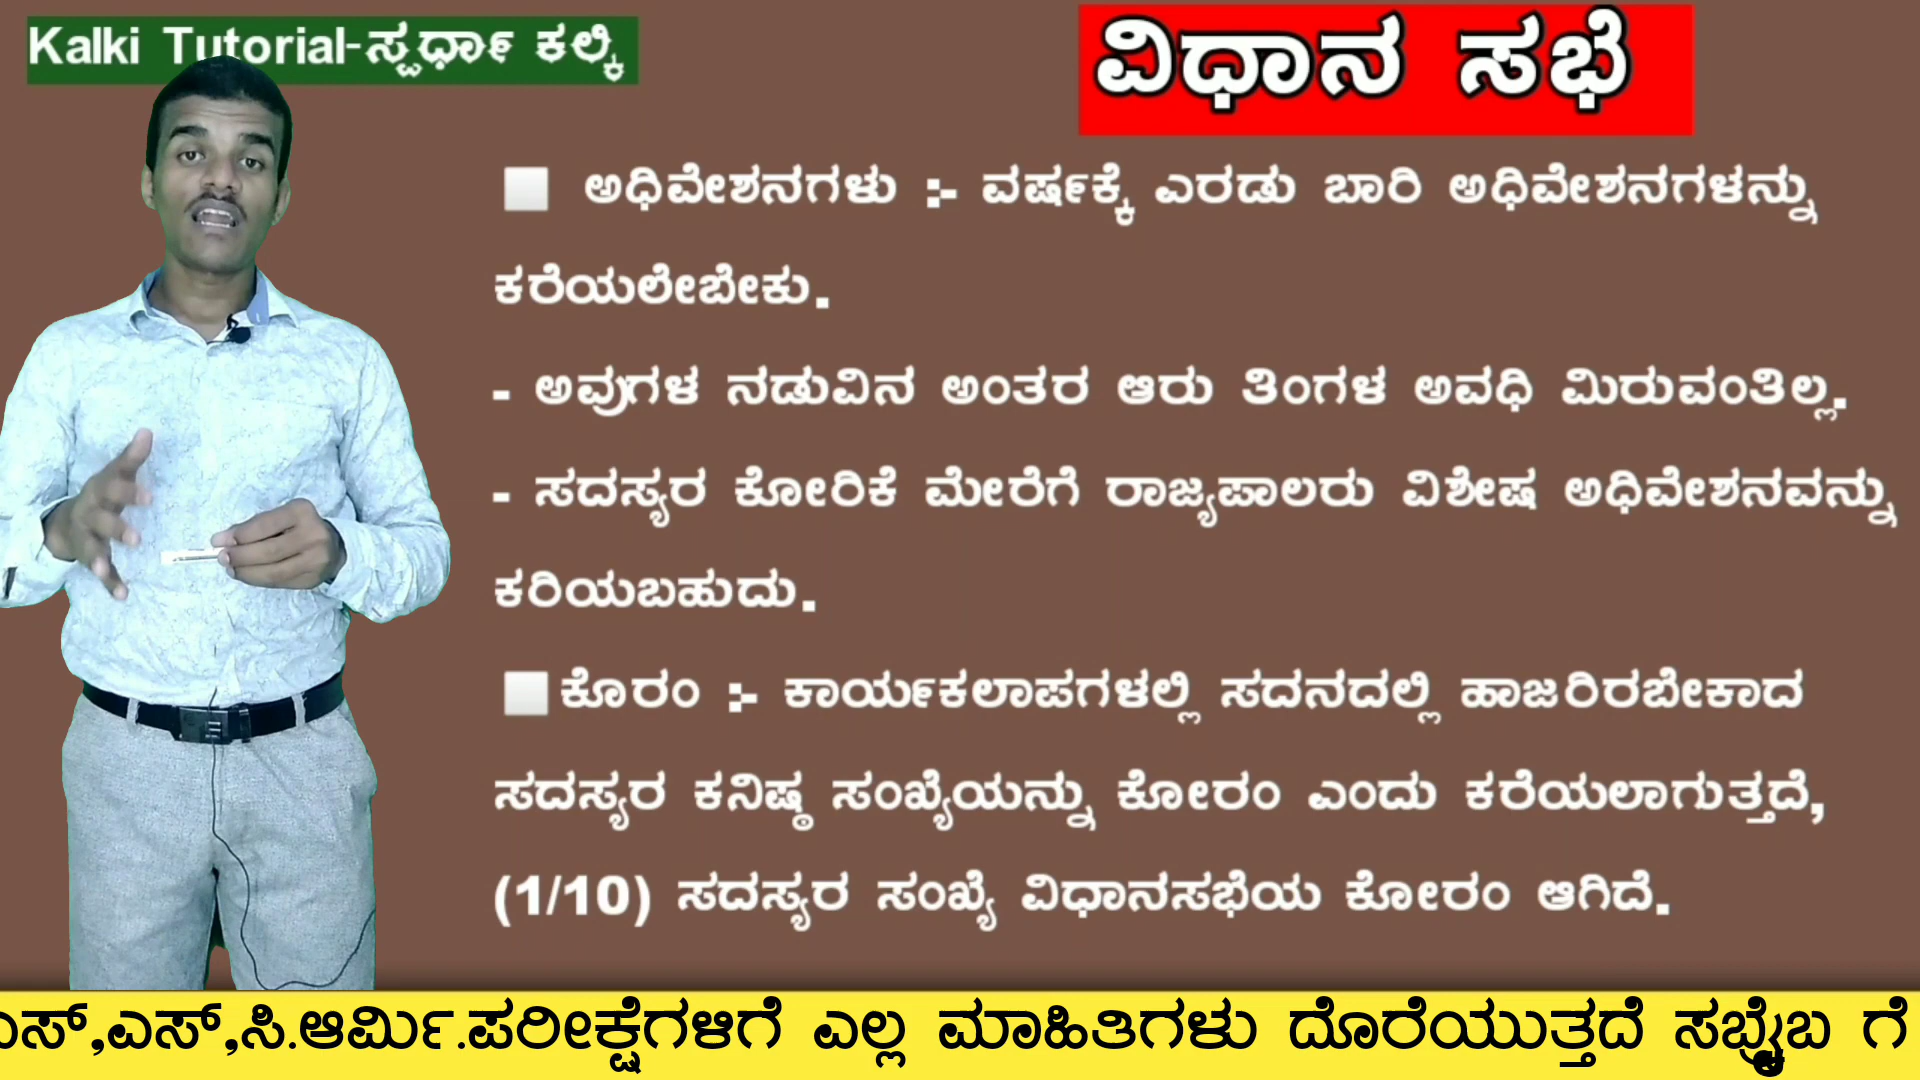 Kalki Tutorial-ಸ್ಪರ್ಧಾ ಕಲ್ಕಿ
ವಿಧಾನ ಸಭೆ
ಅಧಿವೇಶನಗಳು :- ವರ್ಷಕ್ಕೆ ಎರಡು ಬಾರಿ ಅಧಿವೇಶನಗಳನ್ನು
ಕರೆಯಲೇಬೇಕು.
- ಅವುಗಳ ನಡುವಿನ ಅಂತರ ಆರು ತಿಂಗಳ ಅವಧಿ ಮಿರುವಂತಿಲ್ಲ.
- ಸದಸ್ಯರ ಕೋರಿಕೆ ಮೇರೆಗೆ ರಾಜ್ಯಪಾಲರು ವಿಶೇಷ ಅಧಿವೇಶನವನ್ನು
ಕರಿಯಬಹುದು.
ಕೊರಂ :- ಕಾರ್ಯಕಲಾಪಗಳಲ್ಲಿ ಸದನದಲ್ಲಿ ಹಾಜರಿರಬೇಕಾದ
ಸದಸ್ಯರ ಕನಿಷ್ಠ ಸಂಖ್ಯೆಯನ್ನು ಕೋರಂ ಎಂದು ಕರೆಯಲಾಗುತ್ತದೆ,
(1/10) ಸದಸ್ಯರ ಸಂಖ್ಯೆ ವಿಧಾನಸಭೆಯ ಕೋರಂ ಆಗಿದೆ.
ಎಸ್,ಎಸ್,ಸಿ.ಆರ್ಮಿ.ಪರೀಕ್ಷೆಗಳಿಗೆ ಎಲ್ಲ ಮಾಹಿತಿಗಳು ದೊರೆಯುತ್ತದೆ ಗೆ